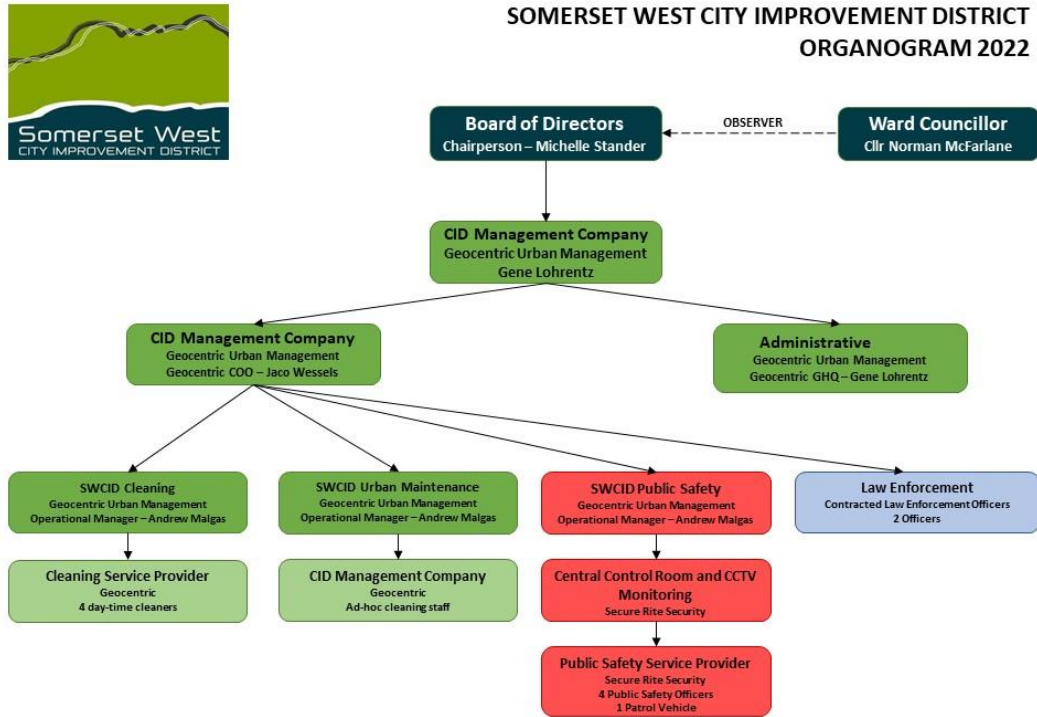 SOMERSET WEST CITY IMPROVEMENT DISTRICT
ORGANOGRAM 2022
Somerset West
CITY IMPROVEMENT DISTRICT
Board of Directors
Chairperson – Michelle Stander
OBSERVER
Ward Councillor
Cllr Norman McFarlane
CID Management Company
Geocentric Urban Management
Gene Lohrentz
CID Management Company
Geocentric Urban Management
Geocentric COO – Jaco Wessels
Administrative
Geocentric Urban Management
Geocentric GHQ – Gene Lohrentz
SWCID Cleaning
Geocentric Urban Management
Operational Manager – Andrew Malgas
SWCID Urban Maintenance
Geocentric Urban Management
Operational Manager – Andrew Malgas
SWCID Public Safety
Geocentric Urban Management
Operational Manager – Andrew Malgas
Law Enforcement
Contracted Law Enforcement Officers
2 Officers
Cleaning Service Provider
Geocentric
4 day-time cleaners
CID Management Company
Geocentric
Ad-hoc cleaning staff
Central Control Room and CCTV
Monitoring
Secure Rite Security
Public Safety Service Provider
Secure Rite Security
4 Public Safety Officers
1 Patrol Vehicle